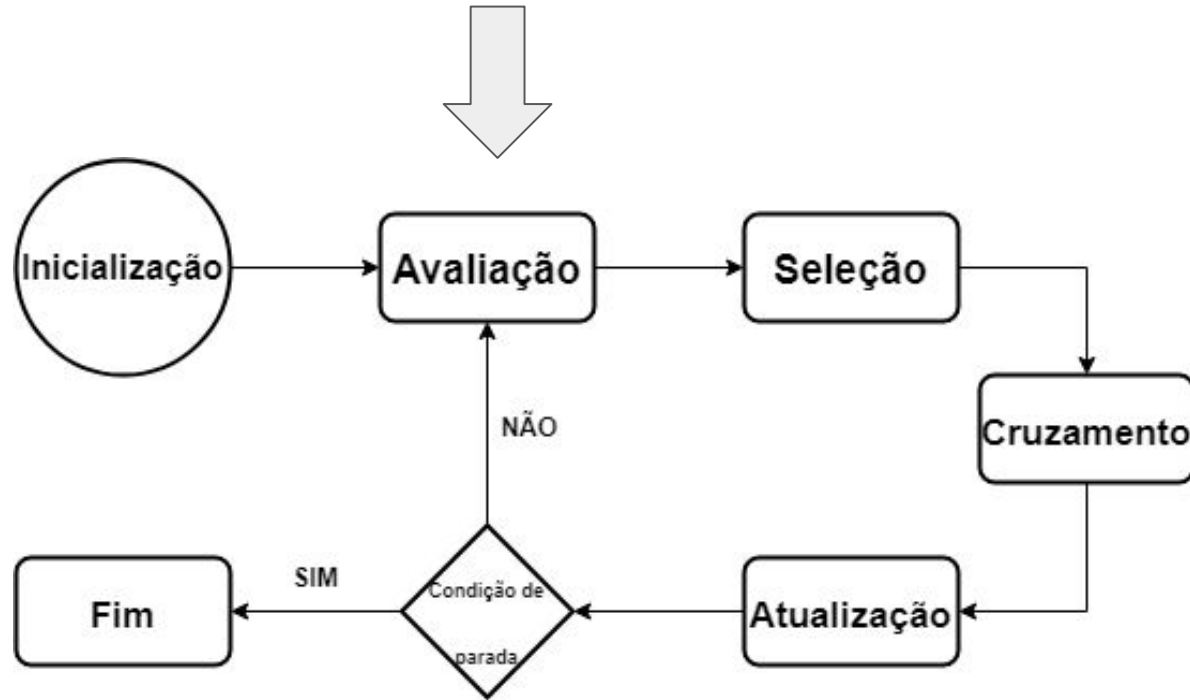 Inicialização
Avaliação
Seleção
Cruzamento
NÃO
Atualização
Condição de
parada
SIM
Fim